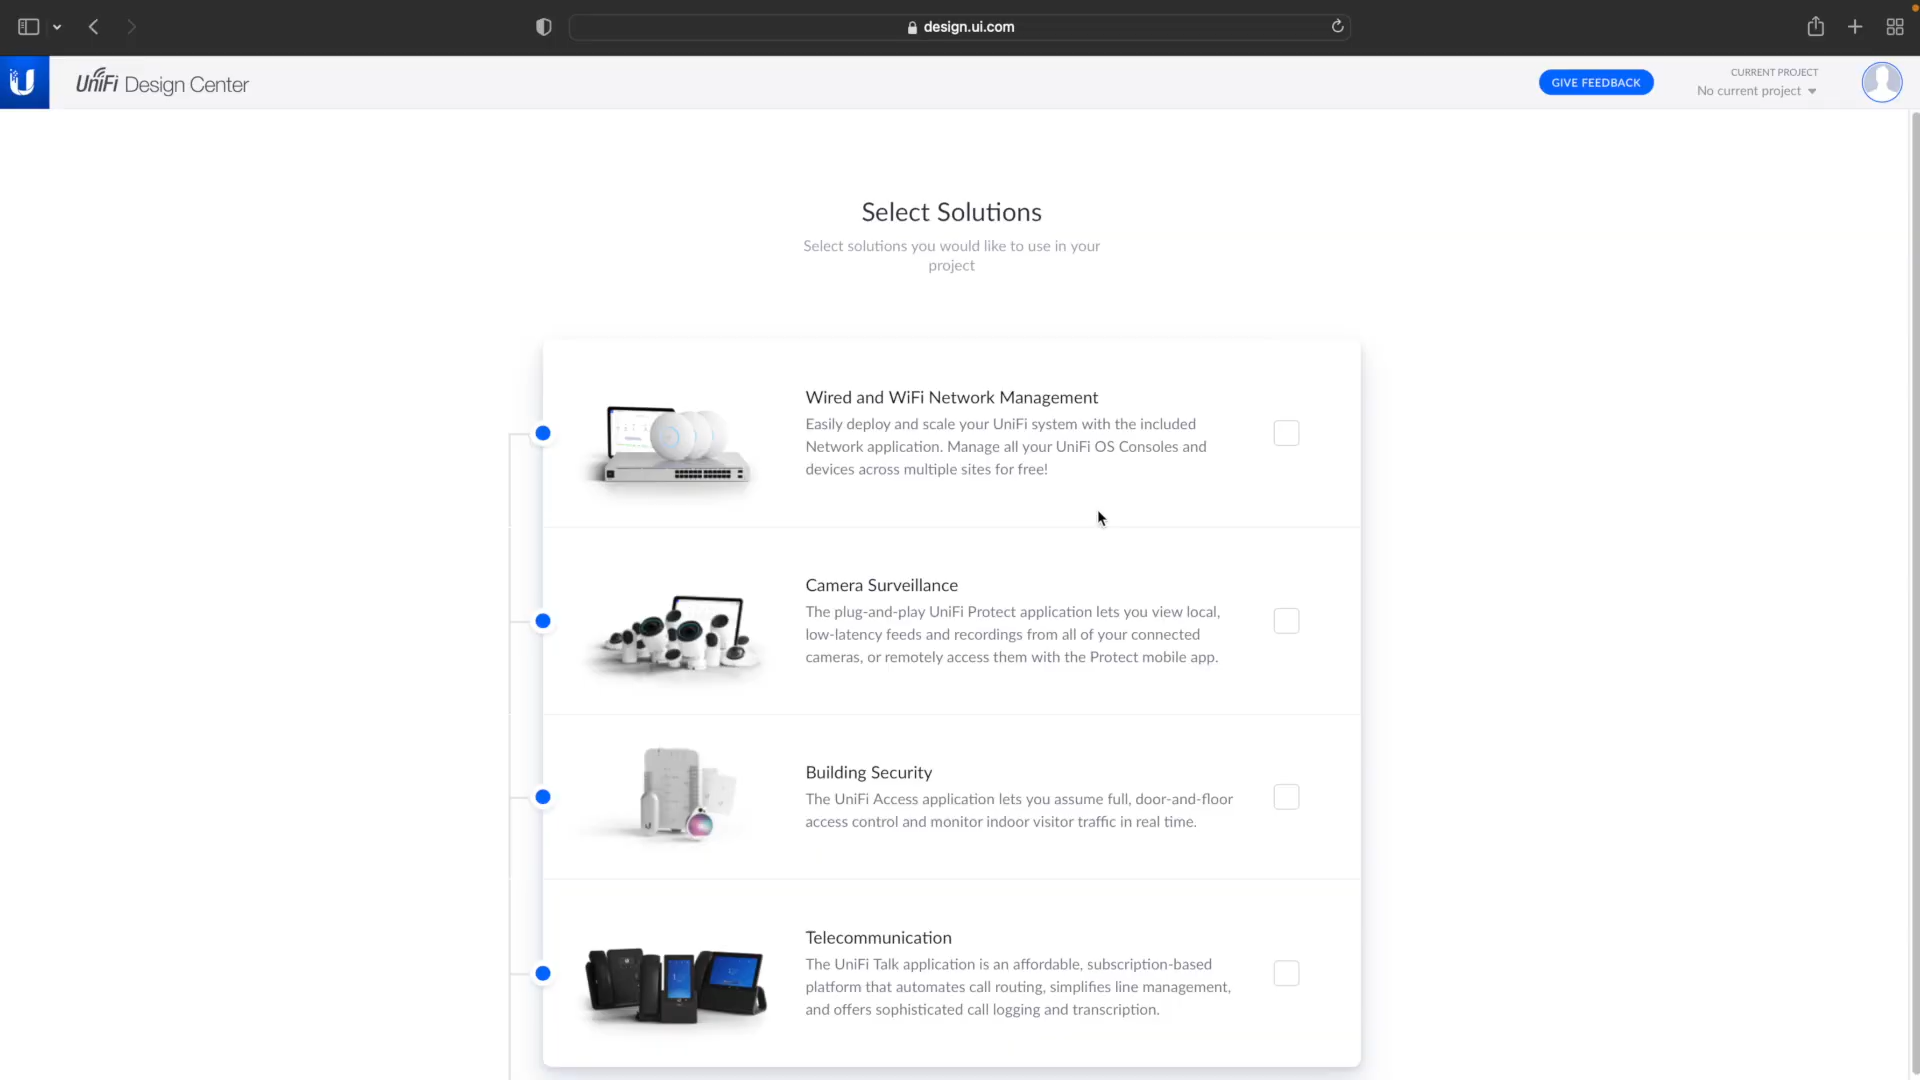 design.ui.com
UniFi Design Center
GIVE FEEDBACK
CURRENT PROJECT
No current project
Select Solutions
Select solutions you would like to use in your
project
Wired and WiFi Network Management
Easily deploy and scale your UniFi system with the included
Network application. Manage all your UniFi OS Consoles and
devices across multiple sites for free!
Camera Surveillance
The plug-and-play UniFi Protect application lets you view local,
low-latency feeds and recordings from all of your connected
cameras, or remotely access them with the Protect mobile app.
Building Security
The UniFi Access application lets you assume full, door-and-floor
access control and monitor indoor visitor traffic in real time.
Telecommunication
The UniFi Talk application is an affordable, subscription-based
platform that automates call routing, simplifies line management,
and offers sophisticated call logging and transcription.